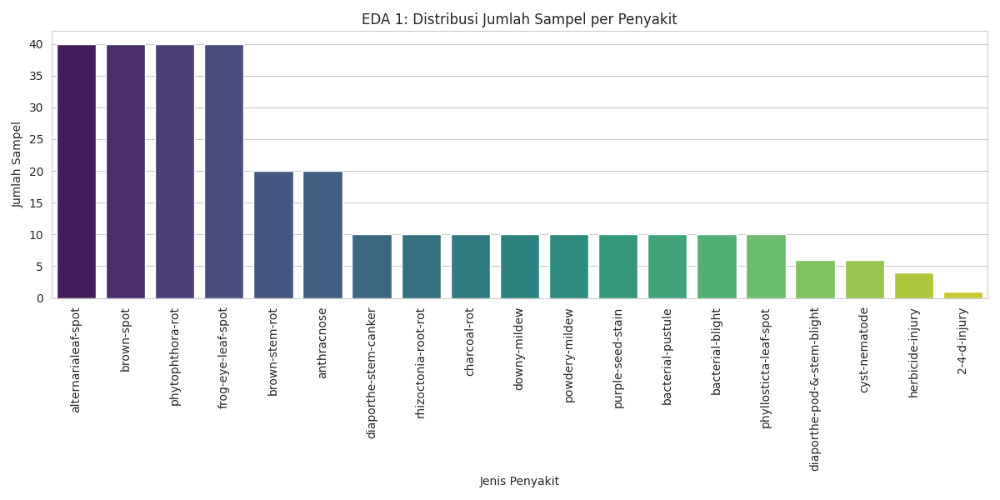 EDA 1: Distribusi Jumlah Sampel per Penyakit
Jumlah Sampel
40
35
30
25
20
15
10
5
0
alternarialeaf-spot
brown-spot
phytophthora-rot
frog-eye-leaf-spot
brown-stem-rot
anthracnose
diaporthe-stem-canker
rhizoctonia-root-rot
charcoal-rot
downy-mildew
powdery-mildew
purple-seed-stain
bacterial-pustule
bacterial-blight
phyllosticta-leaf-spot
diaporthe-pod-&-stem-blight
cyst-nematode
herbicide-injury
2-4-d-injury
Jenis Penyakit